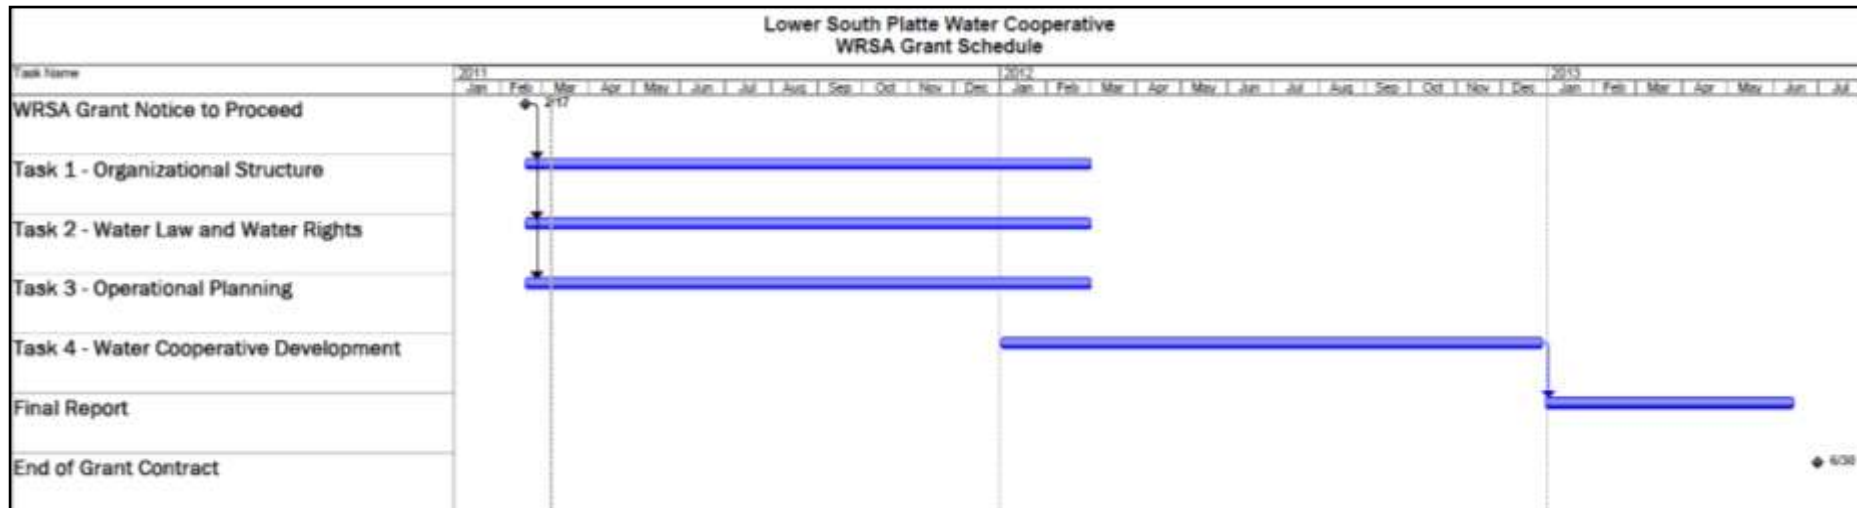 Lower South Platte Water Cooperative
WRSA Grant Schedule
Task Name
2011 2012 2013
Jan Feb Mar Apr May Jun Jul Aug Sep Oct Nov Dec Jan Feb Mar Apr May Jun Jul Aug Sep Oct Nov Dec Jan Feb Mar Apr May Jun Jul
WRSA Grant Notice to Proceed 2/17
Task 1 - Organizational Structure
Task 2 - Water Law and Water Rights
Task 3 - Operational Planning
Task 4 - Water Cooperative Development
Final Report
End of Grant Contract 6/30